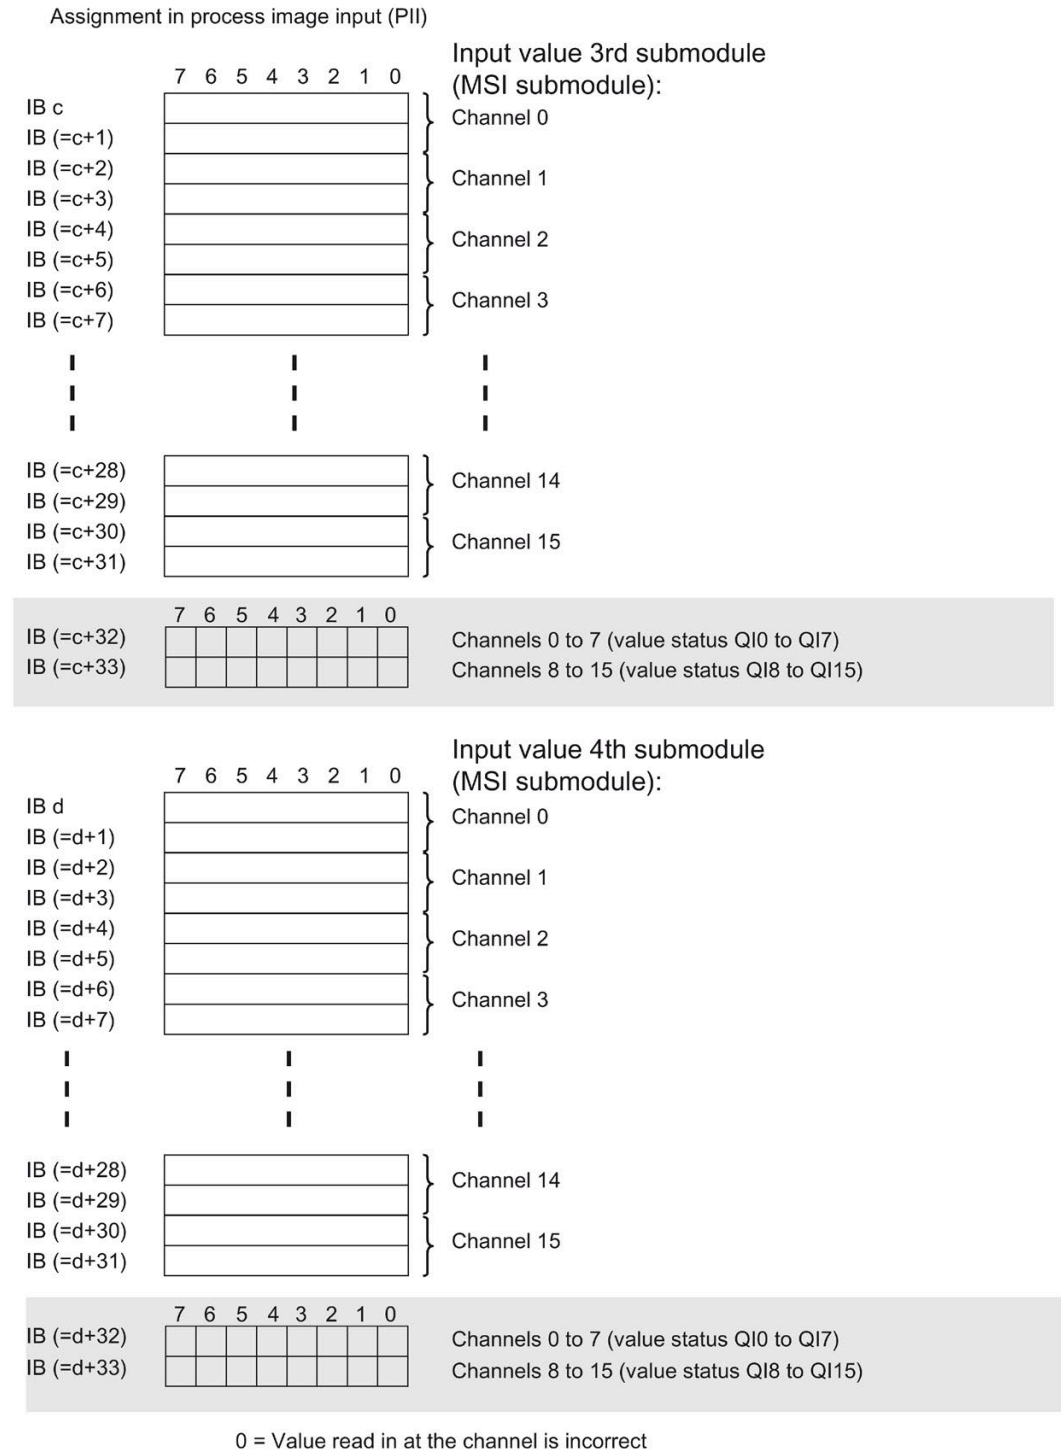 Assignment in process image input (PII)
Input value 3rd submodule
7 6 5 4 3 2 1 0 (MSI submodule):
IB c
Channel 0
IB (=c+1)
IB (=c+2)
Channel 1
IB (=c+3)
IB (=c+4)
Channel 2
IB (=c+5)
IB (=c+6)
Channel 3
IB (=c+7)
IB (=c+28)
Channel 14
IB (=c+29)
IB (=c+30)
Channel 15
IB (=c+31)
7 6 5 4 3 2 1 0
IB (=c+32) Channels 0 to 7 (value status QI0 to QI7)
IB (=c+33) Channels 8 to 15 (value status QI8 to QI15)
Input value 4th submodule
7 6 5 4 3 2 1 0 (MSI submodule):
IB d
Channel 0
IB (=d+1)
IB (=d+2)
Channel 1
IB (=d+3)
IB (=d+4)
Channel 2
IB (=d+5)
IB (=d+6)
Channel 3
IB (=d+7)
IB (=d+28)
Channel 14
IB (=d+29)
IB (=d+30)
Channel 15
IB (=d+31)
7 6 5 4 3 2 1 0
IB (=d+32) Channels 0 to 7 (value status QI0 to QI7)
IB (=d+33) Channels 8 to 15 (value status QI8 to QI15)
0 = Value read in at the channel is incorrect